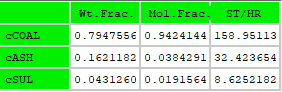 Wt.Frac. Mol.Frac. ST/HR
cCOAL 0.7947556 0.9424144 158.95113
cASH 0.1621182 0.0384291 32.423654
cSUL 0.0431260 0.0191564 8.6252182